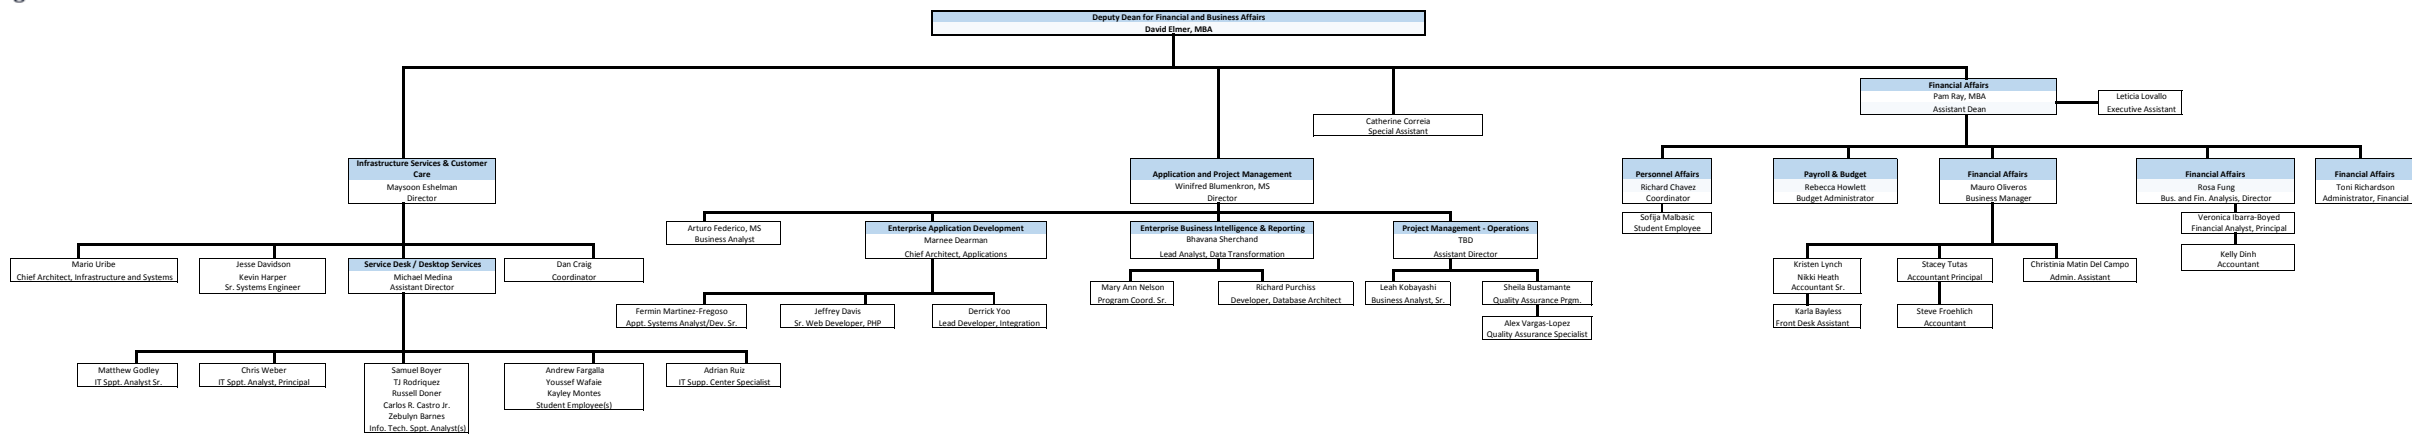 Deputy Dean for Financial and Business Affairs
David Elmer, MBA
Financial Affairs
Pam Ray, MBA
Assistant Dean
Leticia Lovallo
Executive Assistant
Catherine Correia
Special Assistant
Infrastructure Services & Customer
Care
Maysoon Eshelman
Director
Application and Project Management
Winifred Blumenkron, MS
Director
Personnel Affairs
Richard Chavez
Coordinator
Sofija Malbasic
Student Employee
Payroll & Budget
Rebecca Howlett
Budget Administrator
Financial Affairs
Mauro Oliveros
Business Manager
Financial Affairs
Rosa Fung
Bus. and Fin. Analysis, Director
Veronica Ibarra-Boyed
Financial Analyst, Principal
Kelly Dinh
Accountant
Financial Affairs
Toni Richardson
Administrator, Financial
Arturo Federico, MS
Business Analyst
Enterprise Application Development
Marnee Dearman
Chief Architect, Applications
Enterprise Business Intelligence & Reporting
Bhavana Sherchand
Lead Analyst, Data Transformation
Project Management - Operations
TBD
Assistant Director
Mario Uribe
Chief Architect, Infrastructure and Systems
Jesse Davidson
Kevin Harper
Sr. Systems Engineer
Service Desk / Desktop Services
Michael Medina
Assistant Director
Dan Craig
Coordinator
Fermin Martinez-Fregoso
Appt. Systems Analyst/Dev. Sr.
Jeffrey Davis
Sr. Web Developer, PHP
Derrick Yoo
Lead Developer, Integration
Mary Ann Nelson
Program Coord. Sr.
Richard Purchiss
Developer, Database Architect
Leah Kobayashi
Business Analyst, Sr.
Sheila Bustamante
Quality Assurance Prgm.
Alex Vargas-Lopez
Quality Assurance Specialist
Kristen Lynch
Nikki Heath
Accountant Sr.
Karla Bayless
Front Desk Assistant
Stacey Tutas
Accountant Principal
Steve Froehlich
Accountant
Christinia Matin Del Campo
Admin. Assistant
Matthew Godley
IT Sppt. Analyst Sr.
Chris Weber
IT Sppt. Analyst, Principal
Samuel Boyer
TJ Rodriquez
Russell Doner
Carlos R. Castro Jr.
Zebulyn Barnes
Info. Tech. Sppt. Analyst(s)
Andrew Fargalla
Youssef Wafaie
Kayley Montes
Student Employee(s)
Adrian Ruiz
IT Supp. Center Specialist